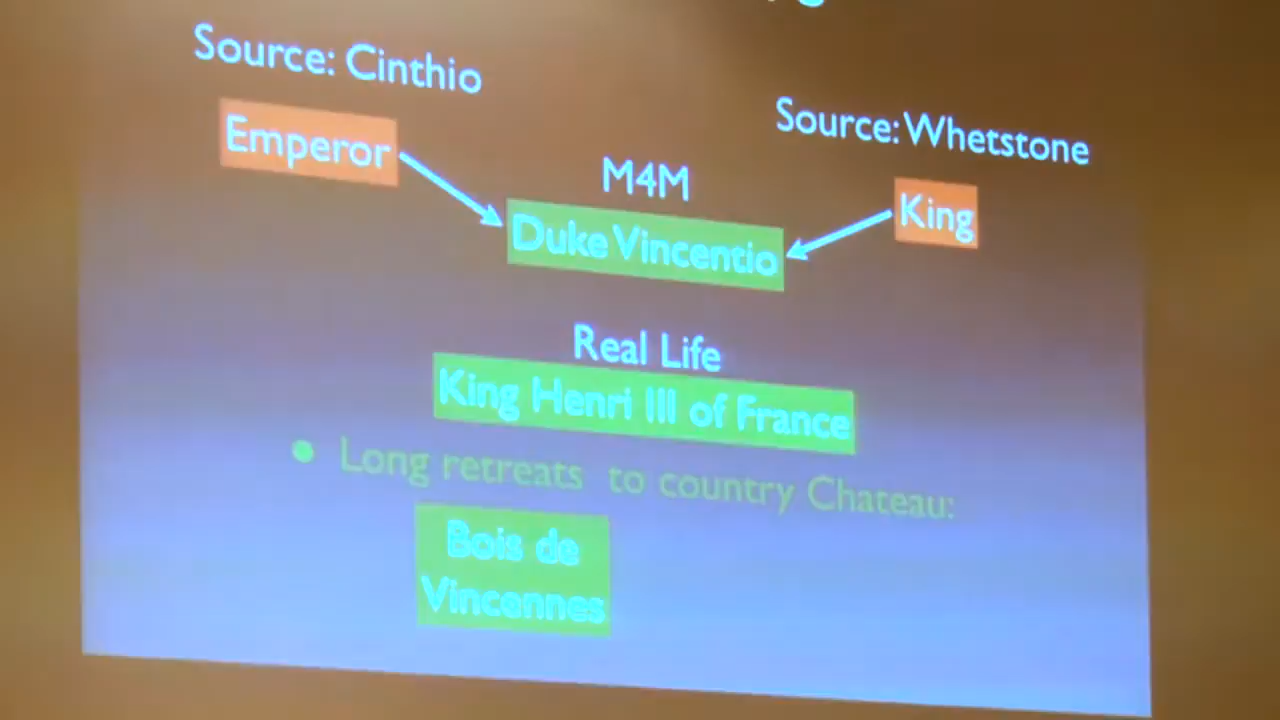 Source: Cinthio
Source: Whetstone
Emperor
M4M
King
Duke Vincentio
Real Life
King Henri III of France
• Long retreats to country Chateau:
Bois de
Vincennes